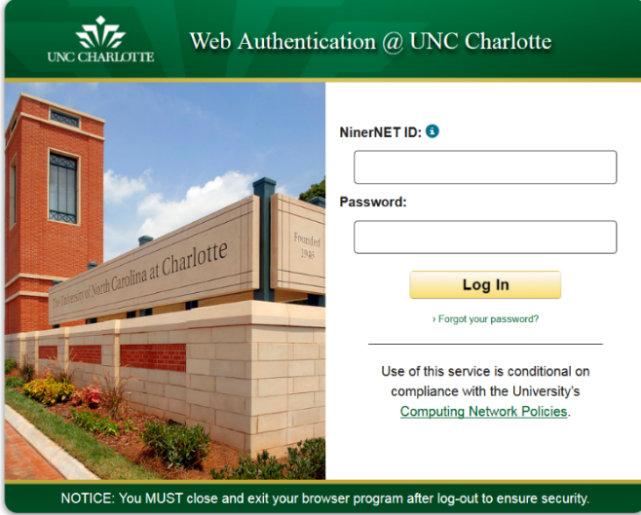 UNC CHARLOTTE
Web Authentication @ UNC Charlotte
NinerNET ID:
Password:
The University of North Carolina at Charlotte
Founded
1946
Log In
› Forgot your password?
Use of this service is conditional on
compliance with the University's
Computing Network Policies.
NOTICE: You MUST close and exit your browser program after log-out to ensure security.